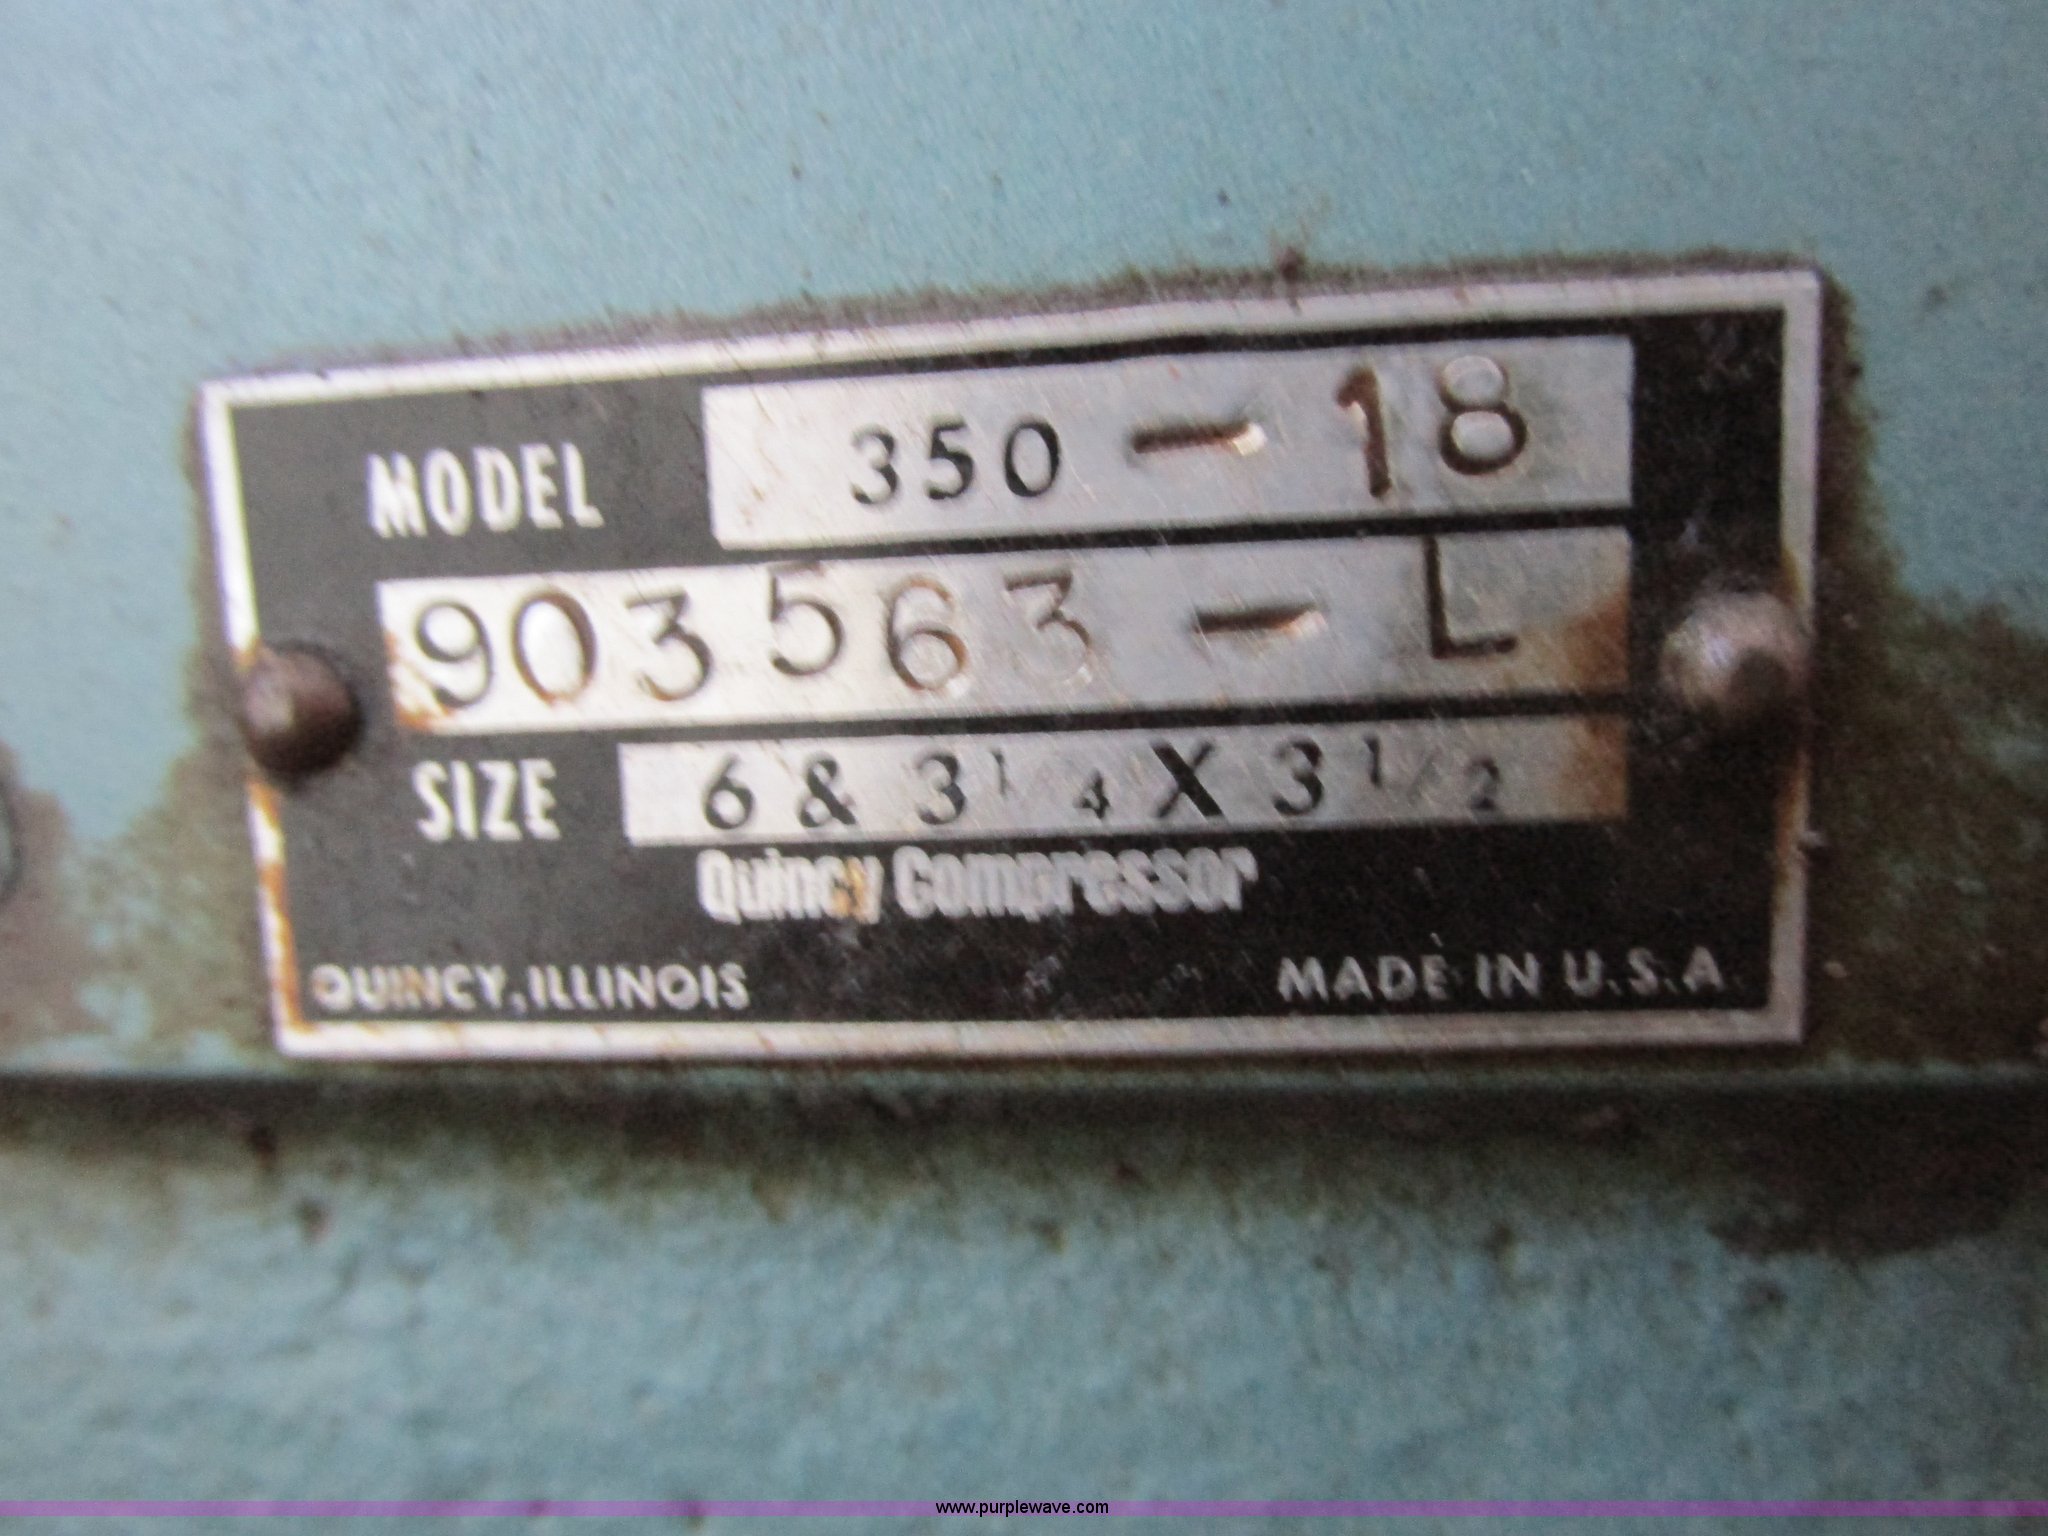 MODEL 350 - 18
903563 - L
SIZE 6 & 3 1/4 X 3 1/2
Quincy Compressor
QUINCY, ILLINOIS MADE IN U.S.A.
www.purplewave.com